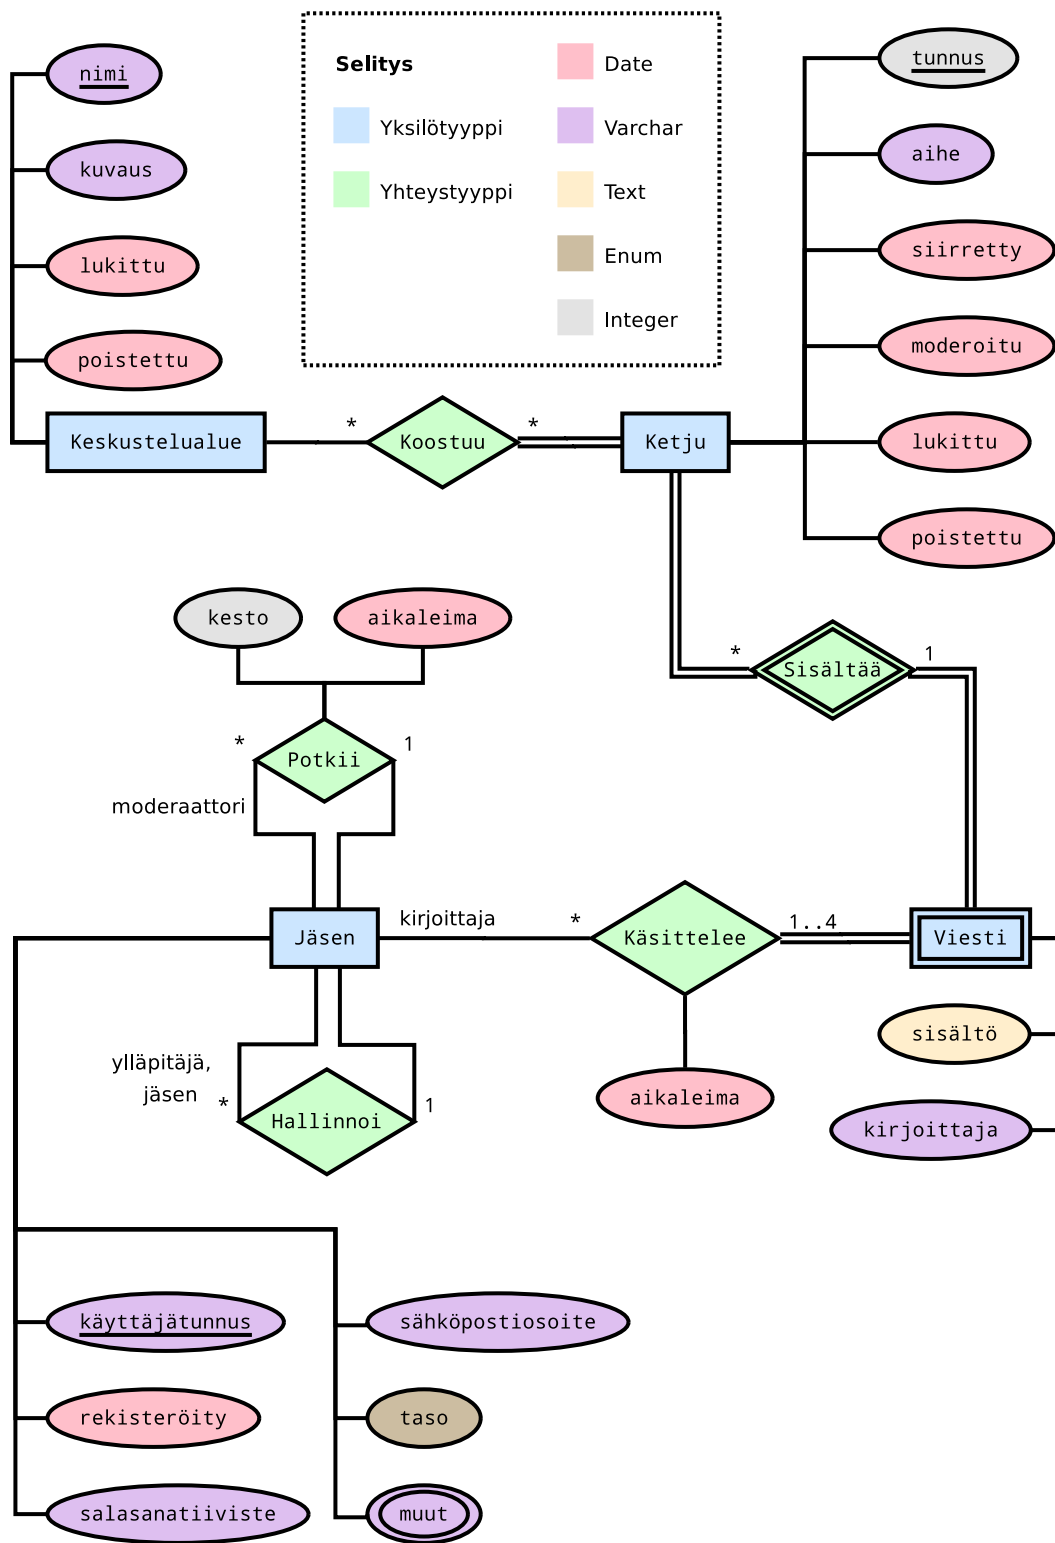 nimi
kuvaus
lukittu
poistettu
Selitys
Yksilötyyppi
Yhteystyyppi
Date
Varchar
Text
Enum
Integer
tunnus
aihe
siirretty
moderoitu
lukittu
poistettu
Keskustelualue
*
Koostuu
*
Ketju
kesto
aikaleima
*
Sisältää
1
*
Potkii
1
moderaattori
Jäsen
kirjoittaja
*
Käsittelee
1..4
Viesti
sisältö
kirjoittaja
aikaleima
ylläpitäjä,
jäsen
*
Hallinnoi
1
käyttäjätunnus
rekisteröity
salasanatiiviste
sähköpostiosoite
taso
muut